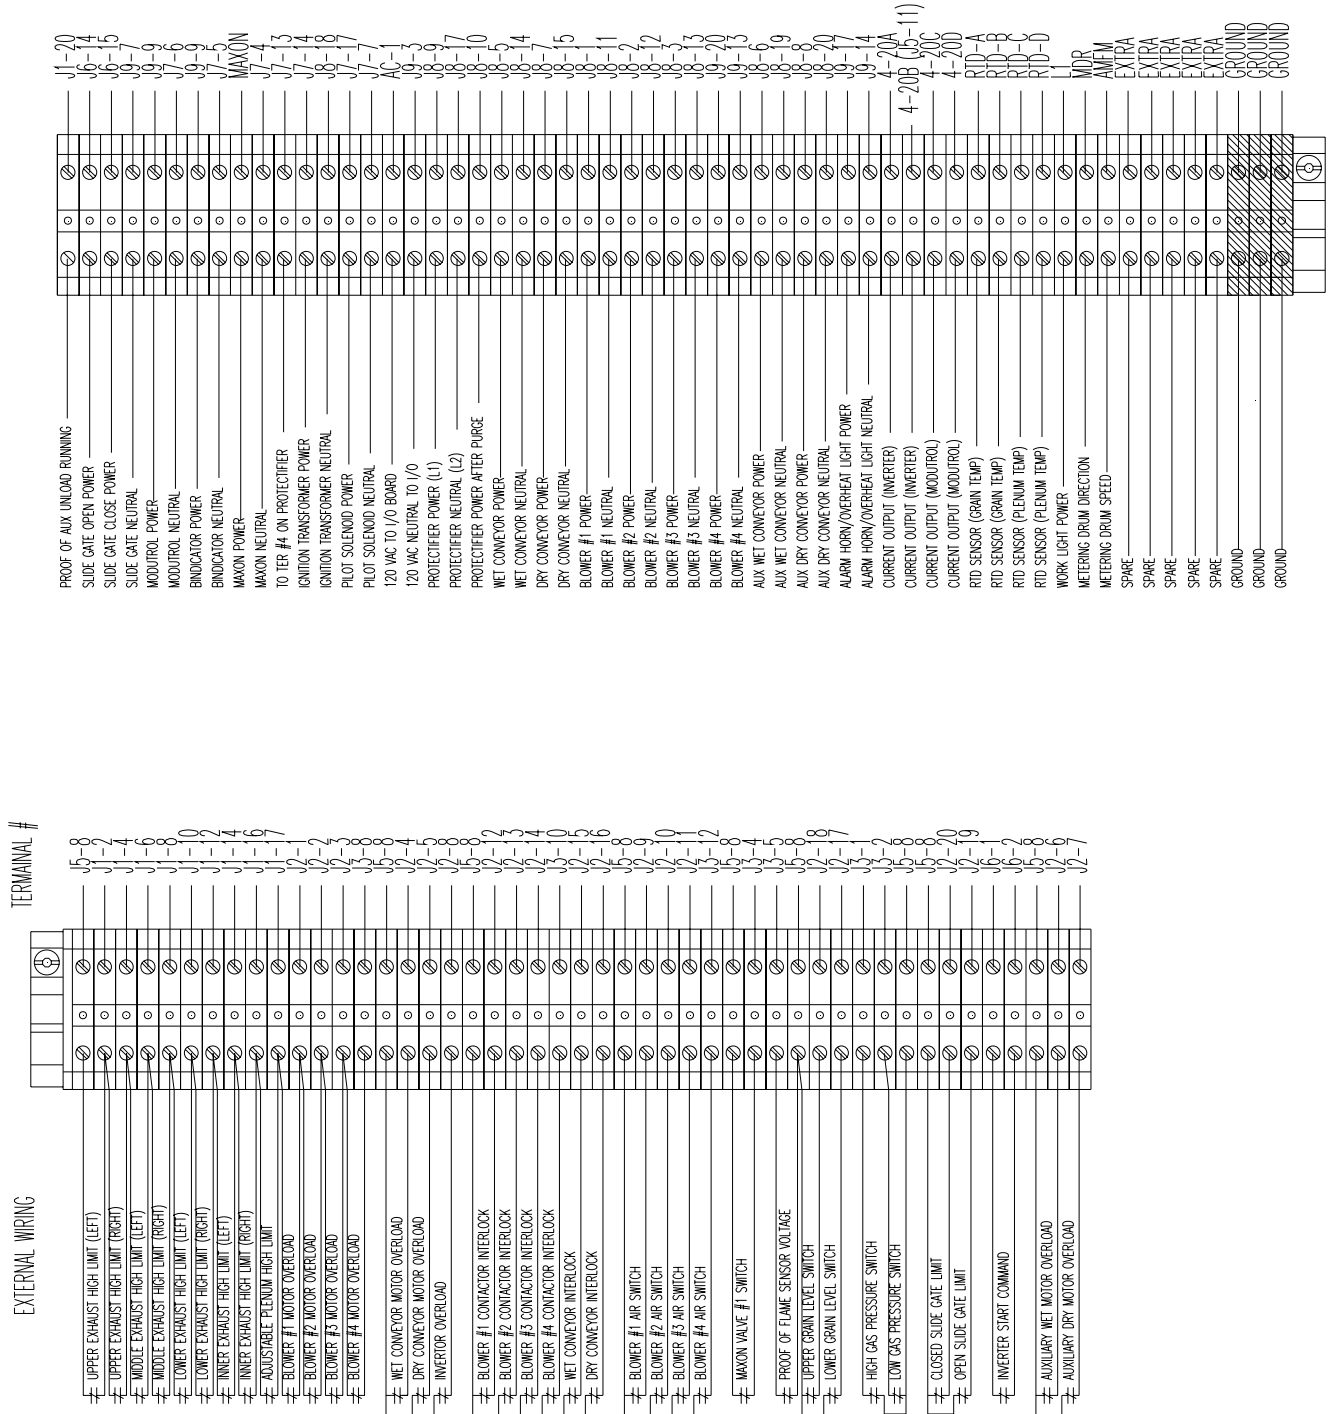 J1-20
J6-14
J6-15
J9-7
J9-9
J7-6
J9-9
J7-5
MAXON
J7-4
J7-13
J7-14
J8-18
J7-17
J7-7
AC-1
J9-3
J8-9
J8-17
J8-10
J8-5
J8-14
J8-7
J8-15
J8-1
J8-11
J8-2
J8-12
J8-3
J8-13
J9-20
J9-13
J8-6
J8-19
J8-8
J8-20
J9-17
J9-14
4-20A
4-20B (J5-11)
4-20C
4-20D
RTD-A
RTD-B
RTD-C
RTD-D
L1
MDR
AMFM
EXTRA
EXTRA
EXTRA
EXTRA
EXTRA
GROUND
GROUND
GROUND
PROOF OF AUX UNLOAD RUNNING
SLIDE GATE OPEN POWER
SLIDE GATE CLOSE POWER
SLIDE GATE NEUTRAL
MODUTROL POWER
MODUTROL NEUTRAL
BINDICATOR POWER
BINDICATOR NEUTRAL
MAXON POWER
MAXON NEUTRAL
TO TER #4 ON PROTECTIFIER
IGNITION TRANSFORMER POWER
IGNITION TRANSFORMER NEUTRAL
PILOT SOLENOID POWER
PILOT SOLENOID NEUTRAL
120 VAC TO I/O BOARD
120 VAC NEUTRAL TO I/O
PROTECTIFIER POWER (L1)
PROTECTIFIER NEUTRAL (L2)
PROTECTIFIER POWER AFTER PURGE
WET CONVEYOR POWER
WET CONVEYOR NEUTRAL
DRY CONVEYOR POWER
DRY CONVEYOR NEUTRAL
BLOWER #1 POWER
BLOWER #1 NEUTRAL
BLOWER #2 POWER
BLOWER #2 NEUTRAL
BLOWER #3 POWER
BLOWER #3 NEUTRAL
BLOWER #4 POWER
BLOWER #4 NEUTRAL
AUX WET CONVEYOR POWER
AUX WET CONVEYOR NEUTRAL
AUX DRY CONVEYOR POWER
AUX DRY CONVEYOR NEUTRAL
ALARM HORN/OVERHEAT LIGHT POWER
ALARM HORN/OVERHEAT LIGHT NEUTRAL
CURRENT OUTPUT (INVERTER)
CURRENT OUTPUT (INVERTER)
CURRENT OUTPUT (MODUTROL)
CURRENT OUTPUT (MODUTROL)
RTD SENSOR (GRAIN TEMP)
RTD SENSOR (GRAIN TEMP)
RTD SENSOR (PLENUM TEMP)
RTD SENSOR (PLENUM TEMP)
WORK LIGHT POWER
METERING DRUM DIRECTION
METERING DRUM SPEED
SPARE
SPARE
SPARE
SPARE
SPARE
GROUND
GROUND
GROUND
TERMAINAL #
J5-8
J1-2
J1-4
J1-6
J1-8
J1-10
J1-12
J1-14
J1-16
J1-17
J2-1
J2-2
J2-3
J3-8
J5-8
J2-4
J2-5
J2-8
J5-8
J2-12
J2-13
J2-14
J3-10
J2-15
J2-16
J5-8
J2-9
J2-10
J2-11
J3-12
J5-8
J3-4
J3-5
J5-8
J2-18
J2-17
J3-1
J3-2
J5-8
J5-8
J2-20
J2-19
J6-1
J6-2
J5-8
J2-6
J2-7
EXTERNAL WIRING
UPPER EXHAUST HIGH LIMIT (LEFT)
UPPER EXHAUST HIGH LIMIT (RIGHT)
MIDDLE EXHAUST HIGH LIMIT (LEFT)
MIDDLE EXHAUST HIGH LIMIT (RIGHT)
LOWER EXHAUST HIGH LIMIT (LEFT)
LOWER EXHAUST HIGH LIMIT (RIGHT)
INNER EXHAUST HIGH LIMIT (LEFT)
INNER EXHAUST HIGH LIMIT (RIGHT)
ADJUSTABLE PLENUM HIGH LIMIT
BLOWER #1 MOTOR OVERLOAD
BLOWER #2 MOTOR OVERLOAD
BLOWER #3 MOTOR OVERLOAD
BLOWER #4 MOTOR OVERLOAD
WET CONVEYOR MOTOR OVERLOAD
DRY CONVEYOR MOTOR OVERLOAD
INVERTOR OVERLOAD
BLOWER #1 CONTACTOR INTERLOCK
BLOWER #2 CONTACTOR INTERLOCK
BLOWER #3 CONTACTOR INTERLOCK
BLOWER #4 CONTACTOR INTERLOCK
WET CONVEYOR INTERLOCK
DRY CONVEYOR INTERLOCK
BLOWER #1 AIR SWITCH
BLOWER #2 AIR SWITCH
BLOWER #3 AIR SWITCH
BLOWER #4 AIR SWITCH
MAXON VALVE #1 SWITCH
PROOF OF FLAME SENSOR VOLTAGE
UPPER GRAIN LEVEL SWITCH
LOWER GRAIN LEVEL SWITCH
HIGH GAS PRESSURE SWITCH
LOW GAS PRESSURE SWITCH
CLOSED SLIDE GATE LIMIT
OPEN SLIDE GATE LIMIT
INVERTER START COMMAND
AUXILIARY WET MOTOR OVERLOAD
AUXILIARY DRY MOTOR OVERLOAD